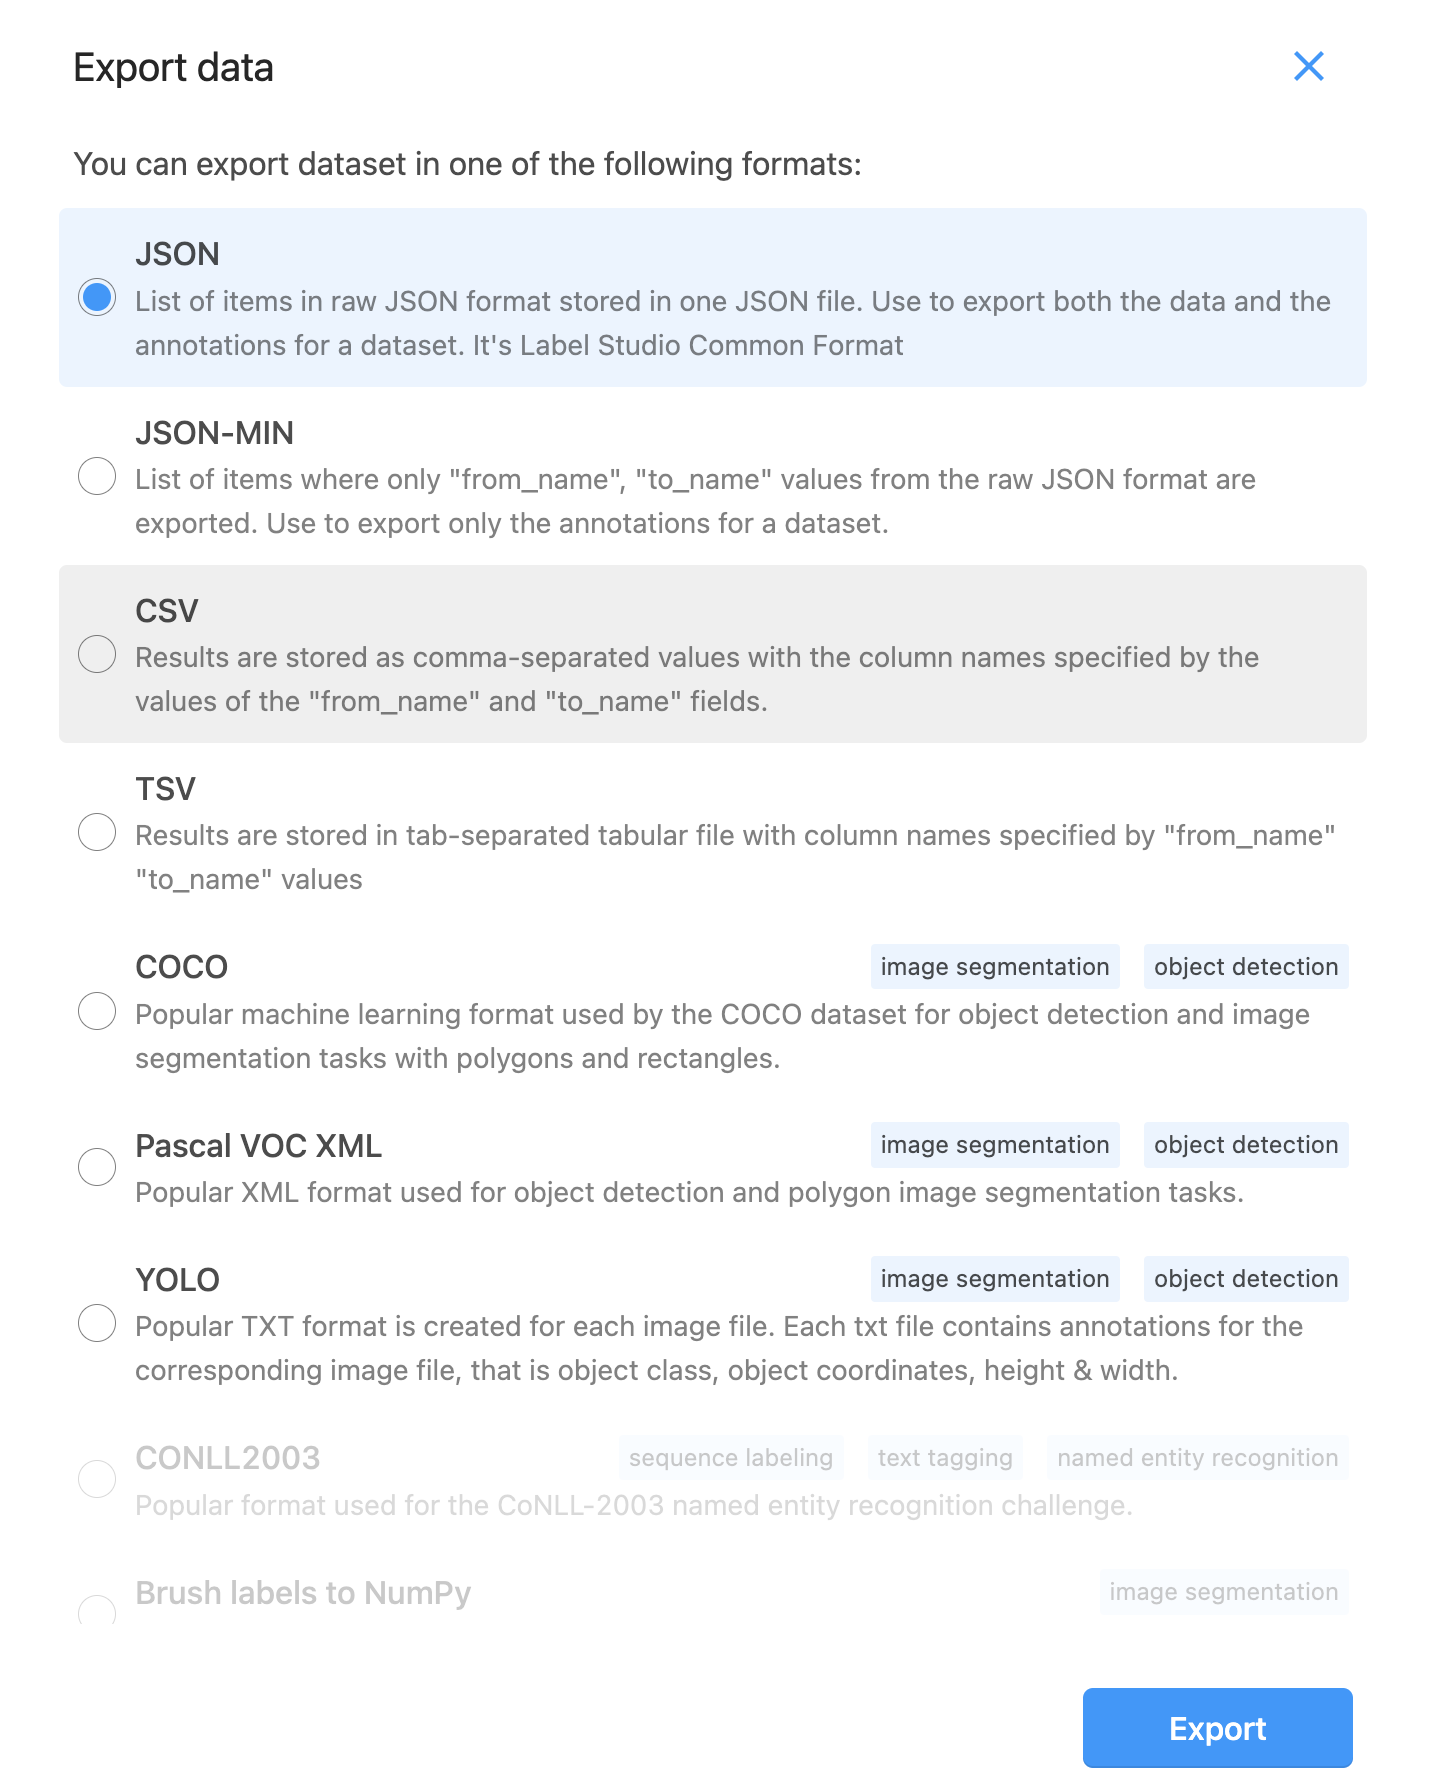 Export data
You can export dataset in one of the following formats:
JSON
List of items in raw JSON format stored in one JSON file. Use to export both the data and the
annotations for a dataset. It's Label Studio Common Format
JSON-MIN
List of items where only "from_name", "to_name" values from the raw JSON format are
exported. Use to export only the annotations for a dataset.
CSV
Results are stored as comma-separated values with the column names specified by the
values of the "from_name" and "to_name" fields.
TSV
Results are stored in tab-separated tabular file with column names specified by "from_name"
"to_name" values
COCO image segmentation object detection
Popular machine learning format used by the COCO dataset for object detection and image
segmentation tasks with polygons and rectangles.
Pascal VOC XML image segmentation object detection
Popular XML format used for object detection and polygon image segmentation tasks.
YOLO image segmentation object detection
Popular TXT format is created for each image file. Each txt file contains annotations for the
corresponding image file, that is object class, object coordinates, height & width.
CONLL2003 sequence labeling text tagging named entity recognition
Popular format used for the CoNLL-2003 named entity recognition challenge.
Brush labels to NumPy image segmentation
Export